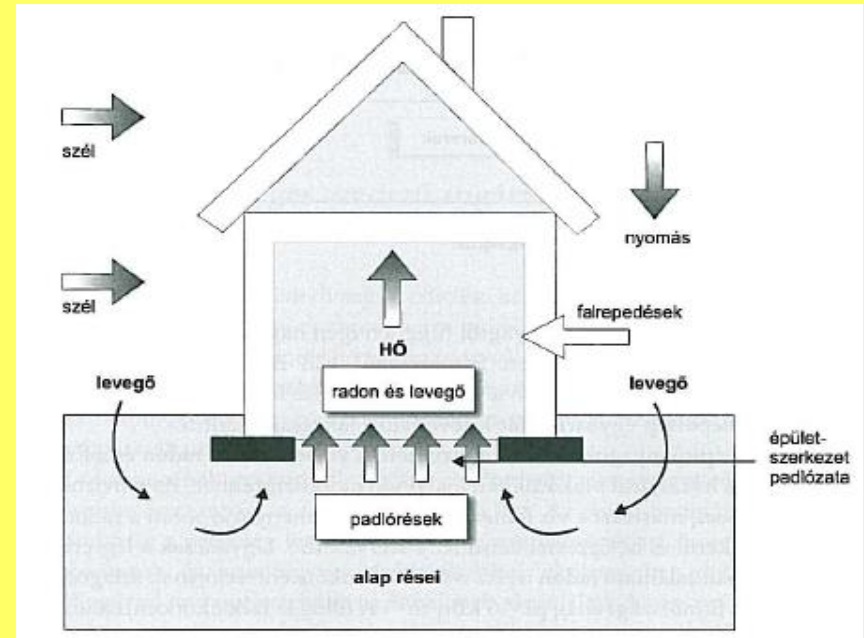 szél
nyomás
szél
falrepedések
HŐ
levegő
radon és levegő
levegő
épület-
szerkezet
padlózata
padlórések
alap rései